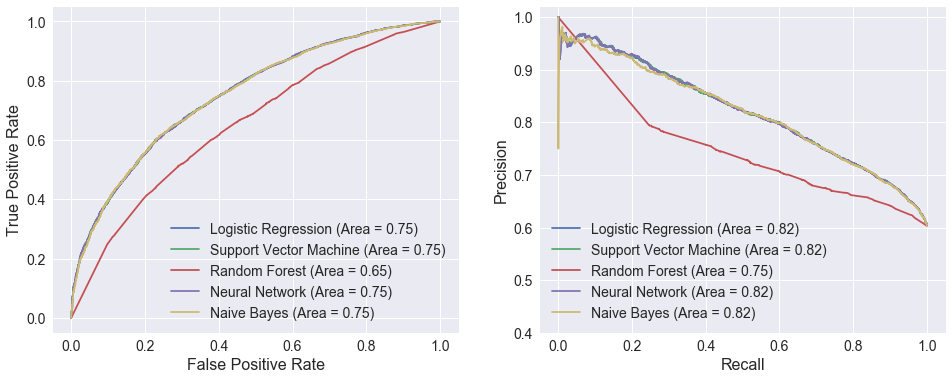 1.0
0.8
0.6
0.4
0.2
0.0
True Positive Rate
Logistic Regression (Area = 0.75)
Support Vector Machine (Area = 0.75)
Random Forest (Area = 0.65)
Neural Network (Area = 0.75)
Naive Bayes (Area = 0.75)
0.0 0.2 0.4 0.6 0.8 1.0
False Positive Rate
1.0
0.9
0.8
0.7
0.6
0.5
0.4
Precision
Logistic Regression (Area = 0.82)
Support Vector Machine (Area = 0.82)
Random Forest (Area = 0.75)
Neural Network (Area = 0.82)
Naive Bayes (Area = 0.82)
0.0 0.2 0.4 0.6 0.8 1.0
Recall